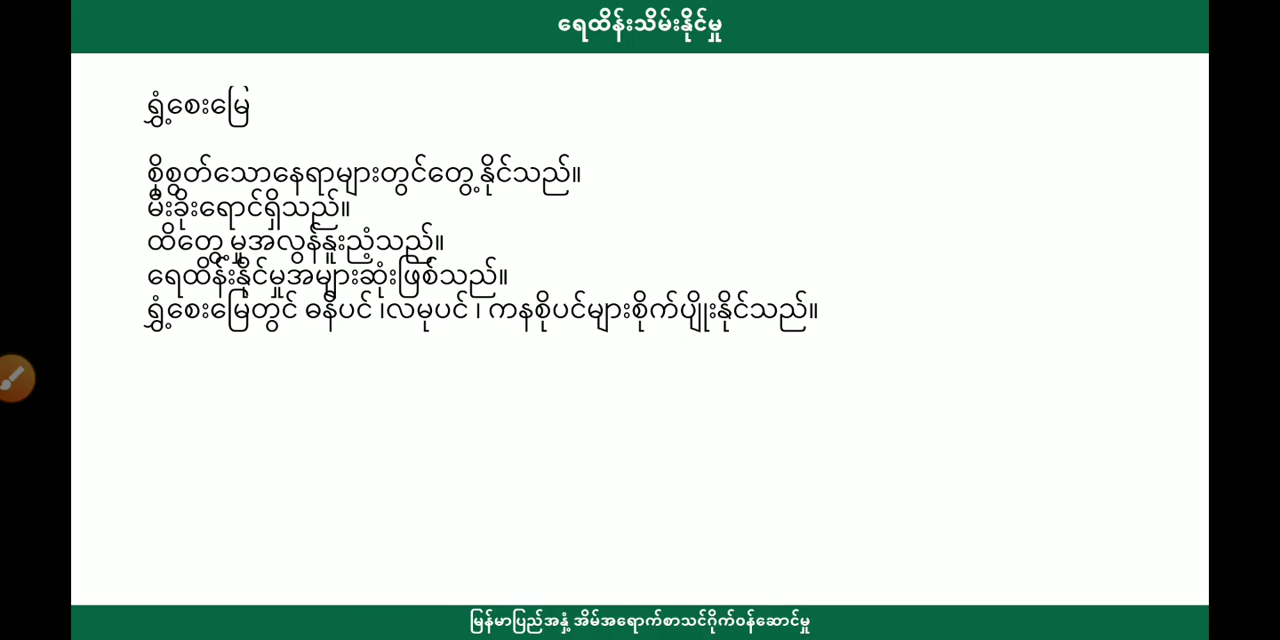 ရေထိန်းသိမ်းနိုင်မှု
ရွှံ့စေးမြေ
စိုစွတ်သောနေရာများတွင်တွေ့နိုင်သည်။
မီးခိုးရောင်ရှိသည်။
ထိတွေ့မှုအလွန်နူးညံ့သည်။
ရေထိန်းနိုင်မှုအများဆုံးဖြစ်သည်။
ရွှံ့စေးမြေတွင် ဓနိပင် ၊လမုပင် ၊ ကနစိုပင်များစိုက်ပျိုးနိုင်သည်။
မြန်မာပြည်အနှံ့ အိမ်အရောက်စာသင်ဂိုက်ဝန်ဆောင်မှု